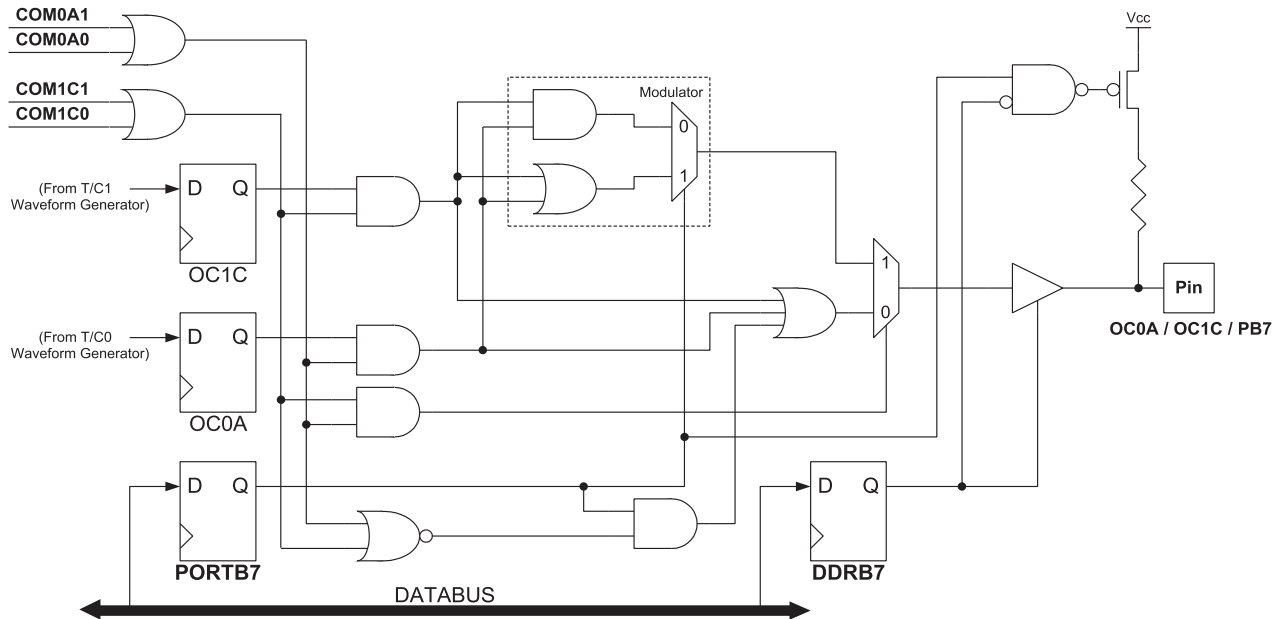 COM0A1
COM0A0
COM1C1
COM1C0
Vcc
Modulator
0
1
(From T/C1
Waveform Generator)
D Q
OC1C
1
0
Pin
OC0A / OC1C / PB7
(From T/C0
Waveform Generator)
D Q
OC0A
D Q
PORTB7
D Q
DDRB7
DATABUS